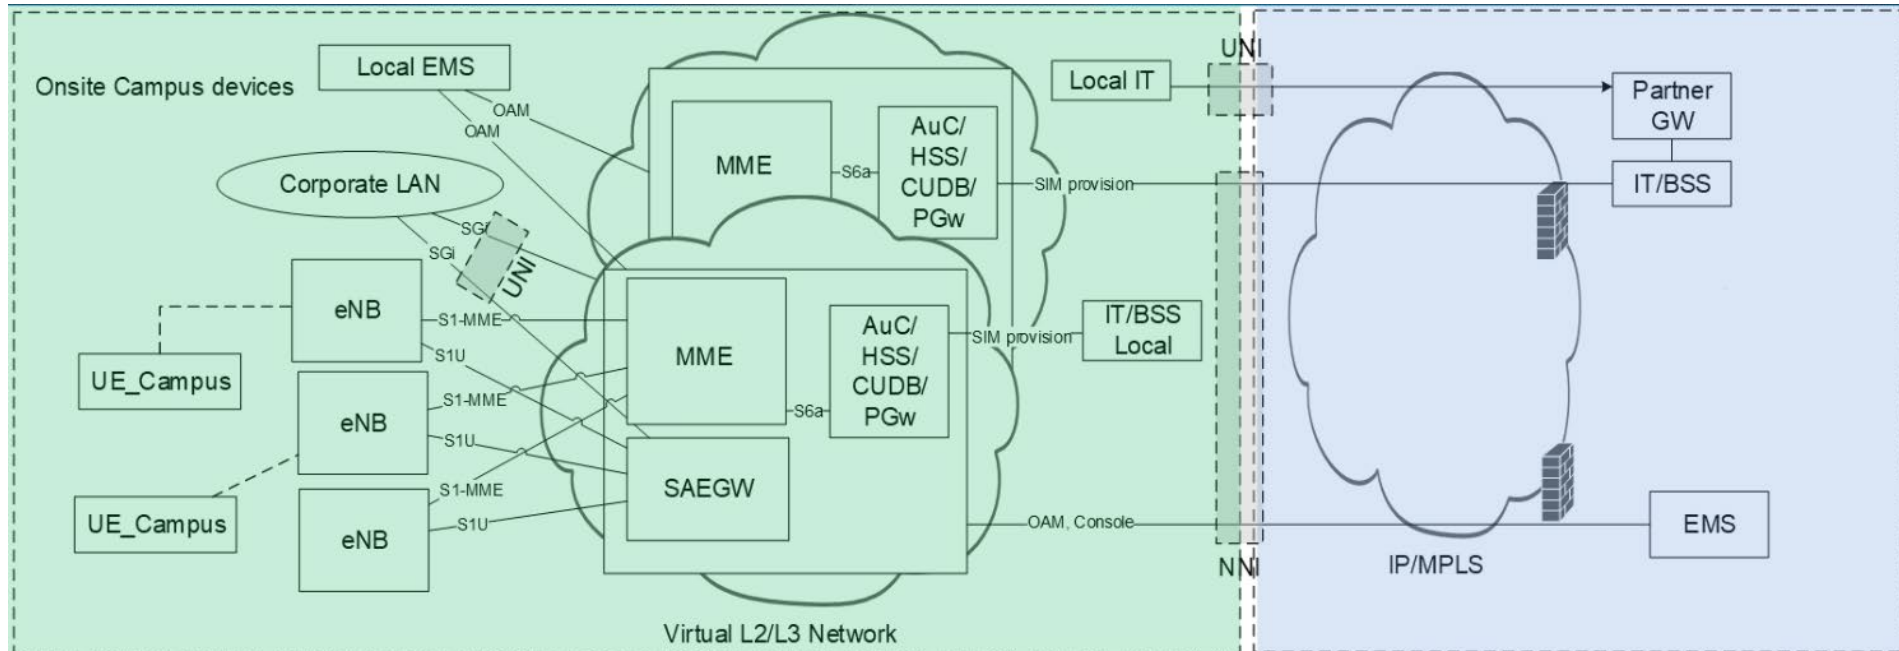 Onsite Campus devices
Local EMS
OAM
OAM
Corporate LAN
SGi
SGi
UNI
eNB
S1-MME
S1U
UE_Campus
eNB
S1-MME
S1U
UE_Campus
eNB
S1-MME
S1U
MME
S6a
AuC/
HSS/
CUDB/
PGw
SIM provision
MME
S6a
AuC/
HSS/
CUDB/
PGw
SIM provision
SAEGW
OAM, Console
Virtual L2/L3 Network
Local IT
IT/BSS
Local
UNI
NNI
Partner
GW
IT/BSS
EMS
IP/MPLS